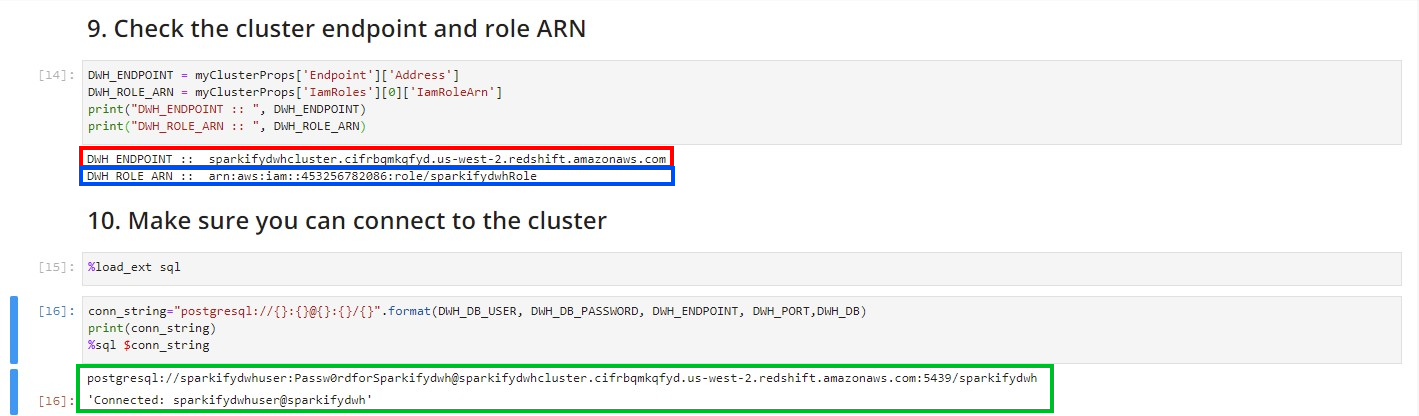 9. Check the cluster endpoint and role ARN
[14]: DWH_ENDPOINT = myClusterProps['Endpoint']['Address']
DWH_ROLE_ARN = myClusterProps['IamRoles'][0]['IamRoleArn']
print("DWH_ENDPOINT :: ", DWH_ENDPOINT)
print("DWH_ROLE_ARN :: ", DWH_ROLE_ARN)
DWH_ENDPOINT :: sparkifydwhcluster.cifrbqmkqfyd.us-west-2.redshift.amazonaws.com
DWH_ROLE_ARN :: arn:aws:iam::453256782086:role/sparkifydwhRole
10. Make sure you can connect to the cluster
[15]: %load_ext sql
[16]: conn_string="postgresql://{}:{}@{}:{}/{}".format(DWH_DB_USER, DWH_DB_PASSWORD, DWH_ENDPOINT, DWH_PORT,DWH_DB)
print(conn_string)
%sql $conn_string
postgresql://sparkifydwhuser:Passw0rdforSparkifydwh@sparkifydwhcluster.cifrbqmkqfyd.us-west-2.redshift.amazonaws.com:5439/sparkifydwh
[16]: 'Connected: sparkifydwhuser@sparkifydwh'